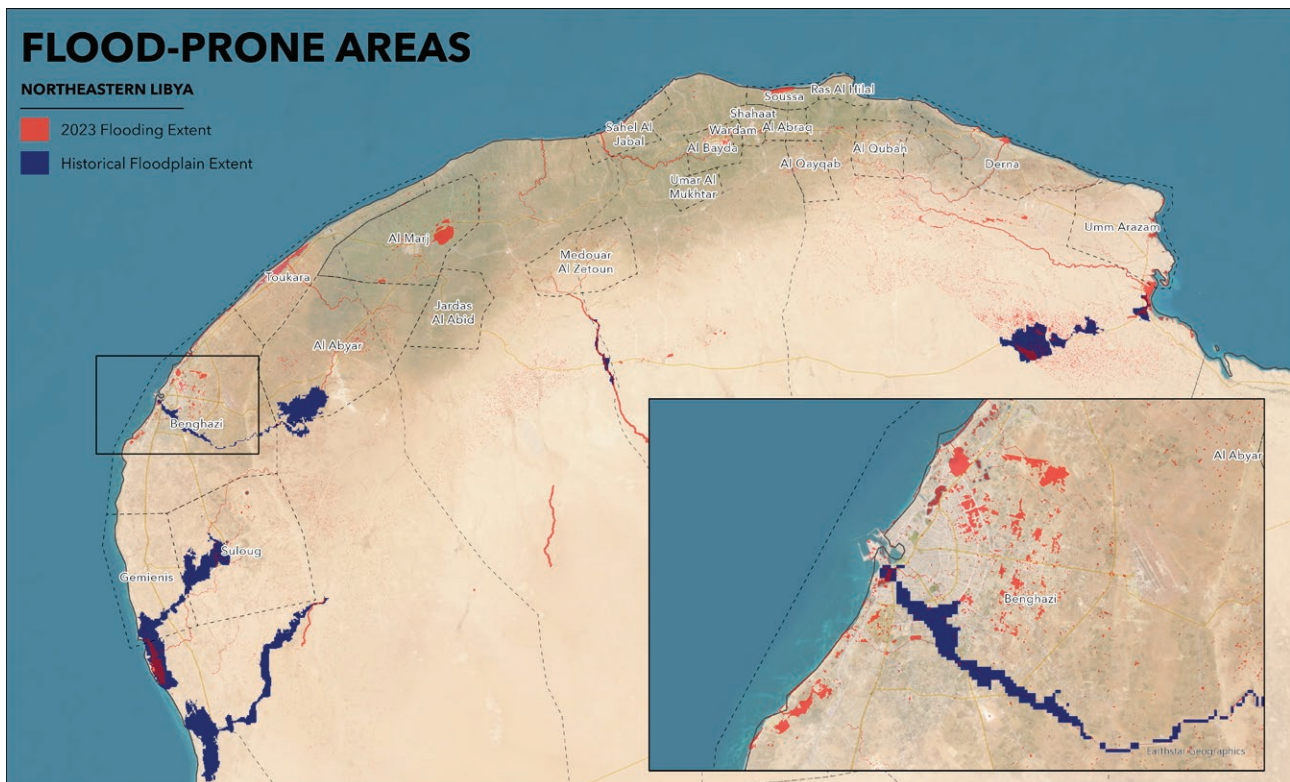 FLOOD-PRONE AREAS
NORTHEASTERN LIBYA
2023 Flooding Extent
Historical Floodplain Extent
Soussa
Ras Al Hilal
Shahaat
Sahel Al
Jabal
Wardam
Al Abraq
Al Bayda
Al Qubah
Al Qayqab
Derna
Umar Al
Mukhtar
Umm Arazam
Al Marj
Medouar
Al Zetoun
Toukara
Jardas
Al Abid
Al Abyar
Benghazi
Suloug
Gemienis
Al Abyar
Benghazi
Earthstar Geographics